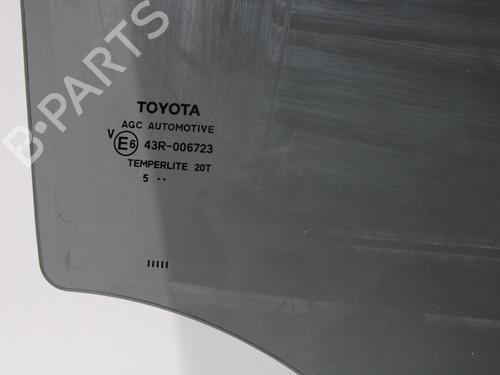 B-PARTS
TOYOTA
AGC AUTOMOTIVE
V E6 43R-006723
TEMPERLITE 20T
5 ..